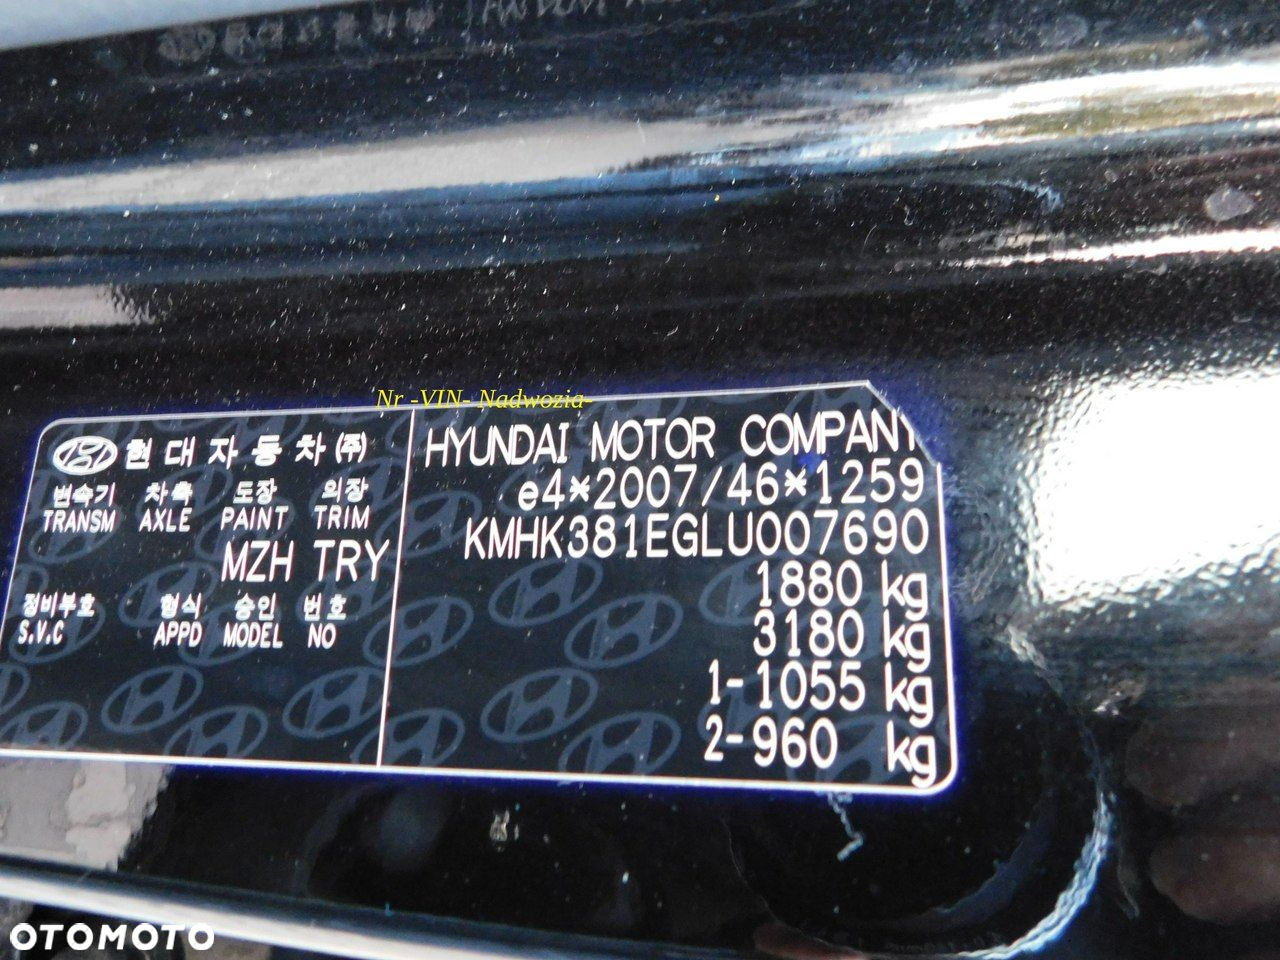 Nr -VIN- Nadwozia-
현대자동차(주)
변속기 차축 도장 의장
TRANSM AXLE PAINT TRIM
MZH TRY
정비부호 형식 승인 번호
S.V.C APPD MODEL NO
HYUNDAI MOTOR COMPANY
e4*2007/46*1259
KMHK381EGLU007690
1880 kg
3180 kg
1-1055 kg
2-960 kg
OTOMOTO